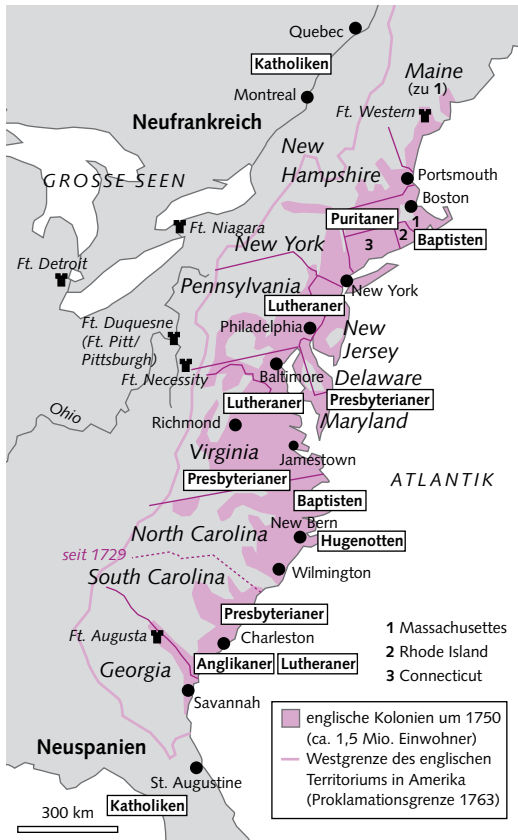 Quebec
Katholiken
Maine
(zu 1)
Montreal
Ft. Western
Neufrankreich
New
Hampshire
Portsmouth
GROSSE SEEN
Boston
Puritaner
1
2
Baptisten
3
Ft. Niagara
New York
Ft. Detroit
Pennsylvania
New York
Lutheraner
Ft. Duquesne
(Ft. Pitt/
Pittsburgh)
Philadelphia
New
Jersey
Ft. Necessity
Baltimore
Delaware
Lutheraner
Presbyterianer
Ohio
Maryland
Richmond
Virginia
Jamestown
Presbyterianer
ATLANTIK
Baptisten
New Bern
North Carolina
Hugenotten
seit 1729
South Carolina
Wilmington
Presbyterianer
Ft. Augusta
Charleston
1 Massachusettes
2 Rhode Island
3 Connecticut
Georgia
Anglikaner
Lutheraner
Savannah
englische Kolonien um 1750
(ca. 1,5 Mio. Einwohner)
Westgrenze des englischen
Territoriums in Amerika
(Proklamationsgrenze 1763)
Neuspanien
St. Augustine
Katholiken
300 km